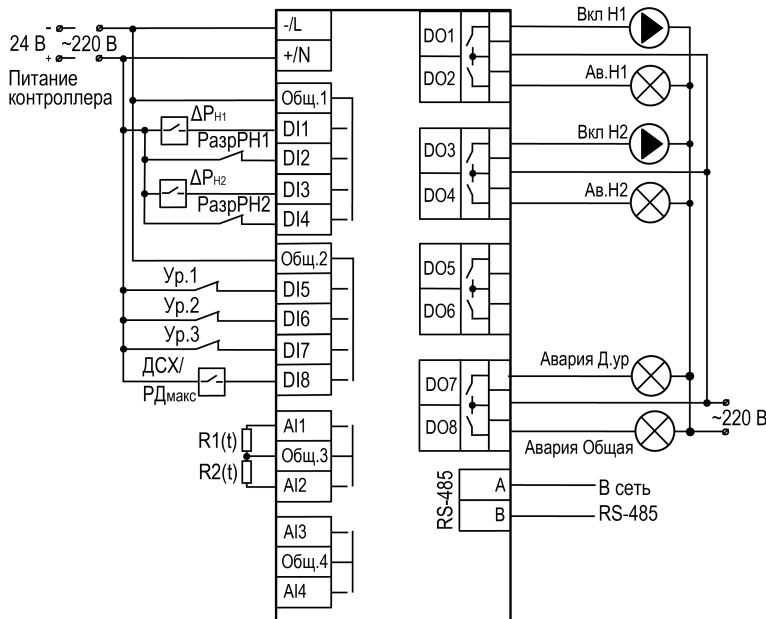 - -/L
24 В ~220 В
+ +/N
Питание
контроллера
Общ.1
ΔPН1 DI1
РазрРН1 DI2
ΔPН2 DI3
РазрРН2 DI4
Общ.2
Ур.1 DI5
Ур.2 DI6
Ур.3 DI7
ДСХ/
РДмакс DI8
R1(t) AI1
Общ.3
R2(t) AI2
AI3
Общ.4
AI4
DO1 Вкл Н1
DO2 Ав.Н1
DO3 Вкл Н2
DO4 Ав.Н2
DO5
DO6
DO7 Авария Д.ур
~220 В
DO8 Авария Общая
RS-485
A В сеть
B RS-485